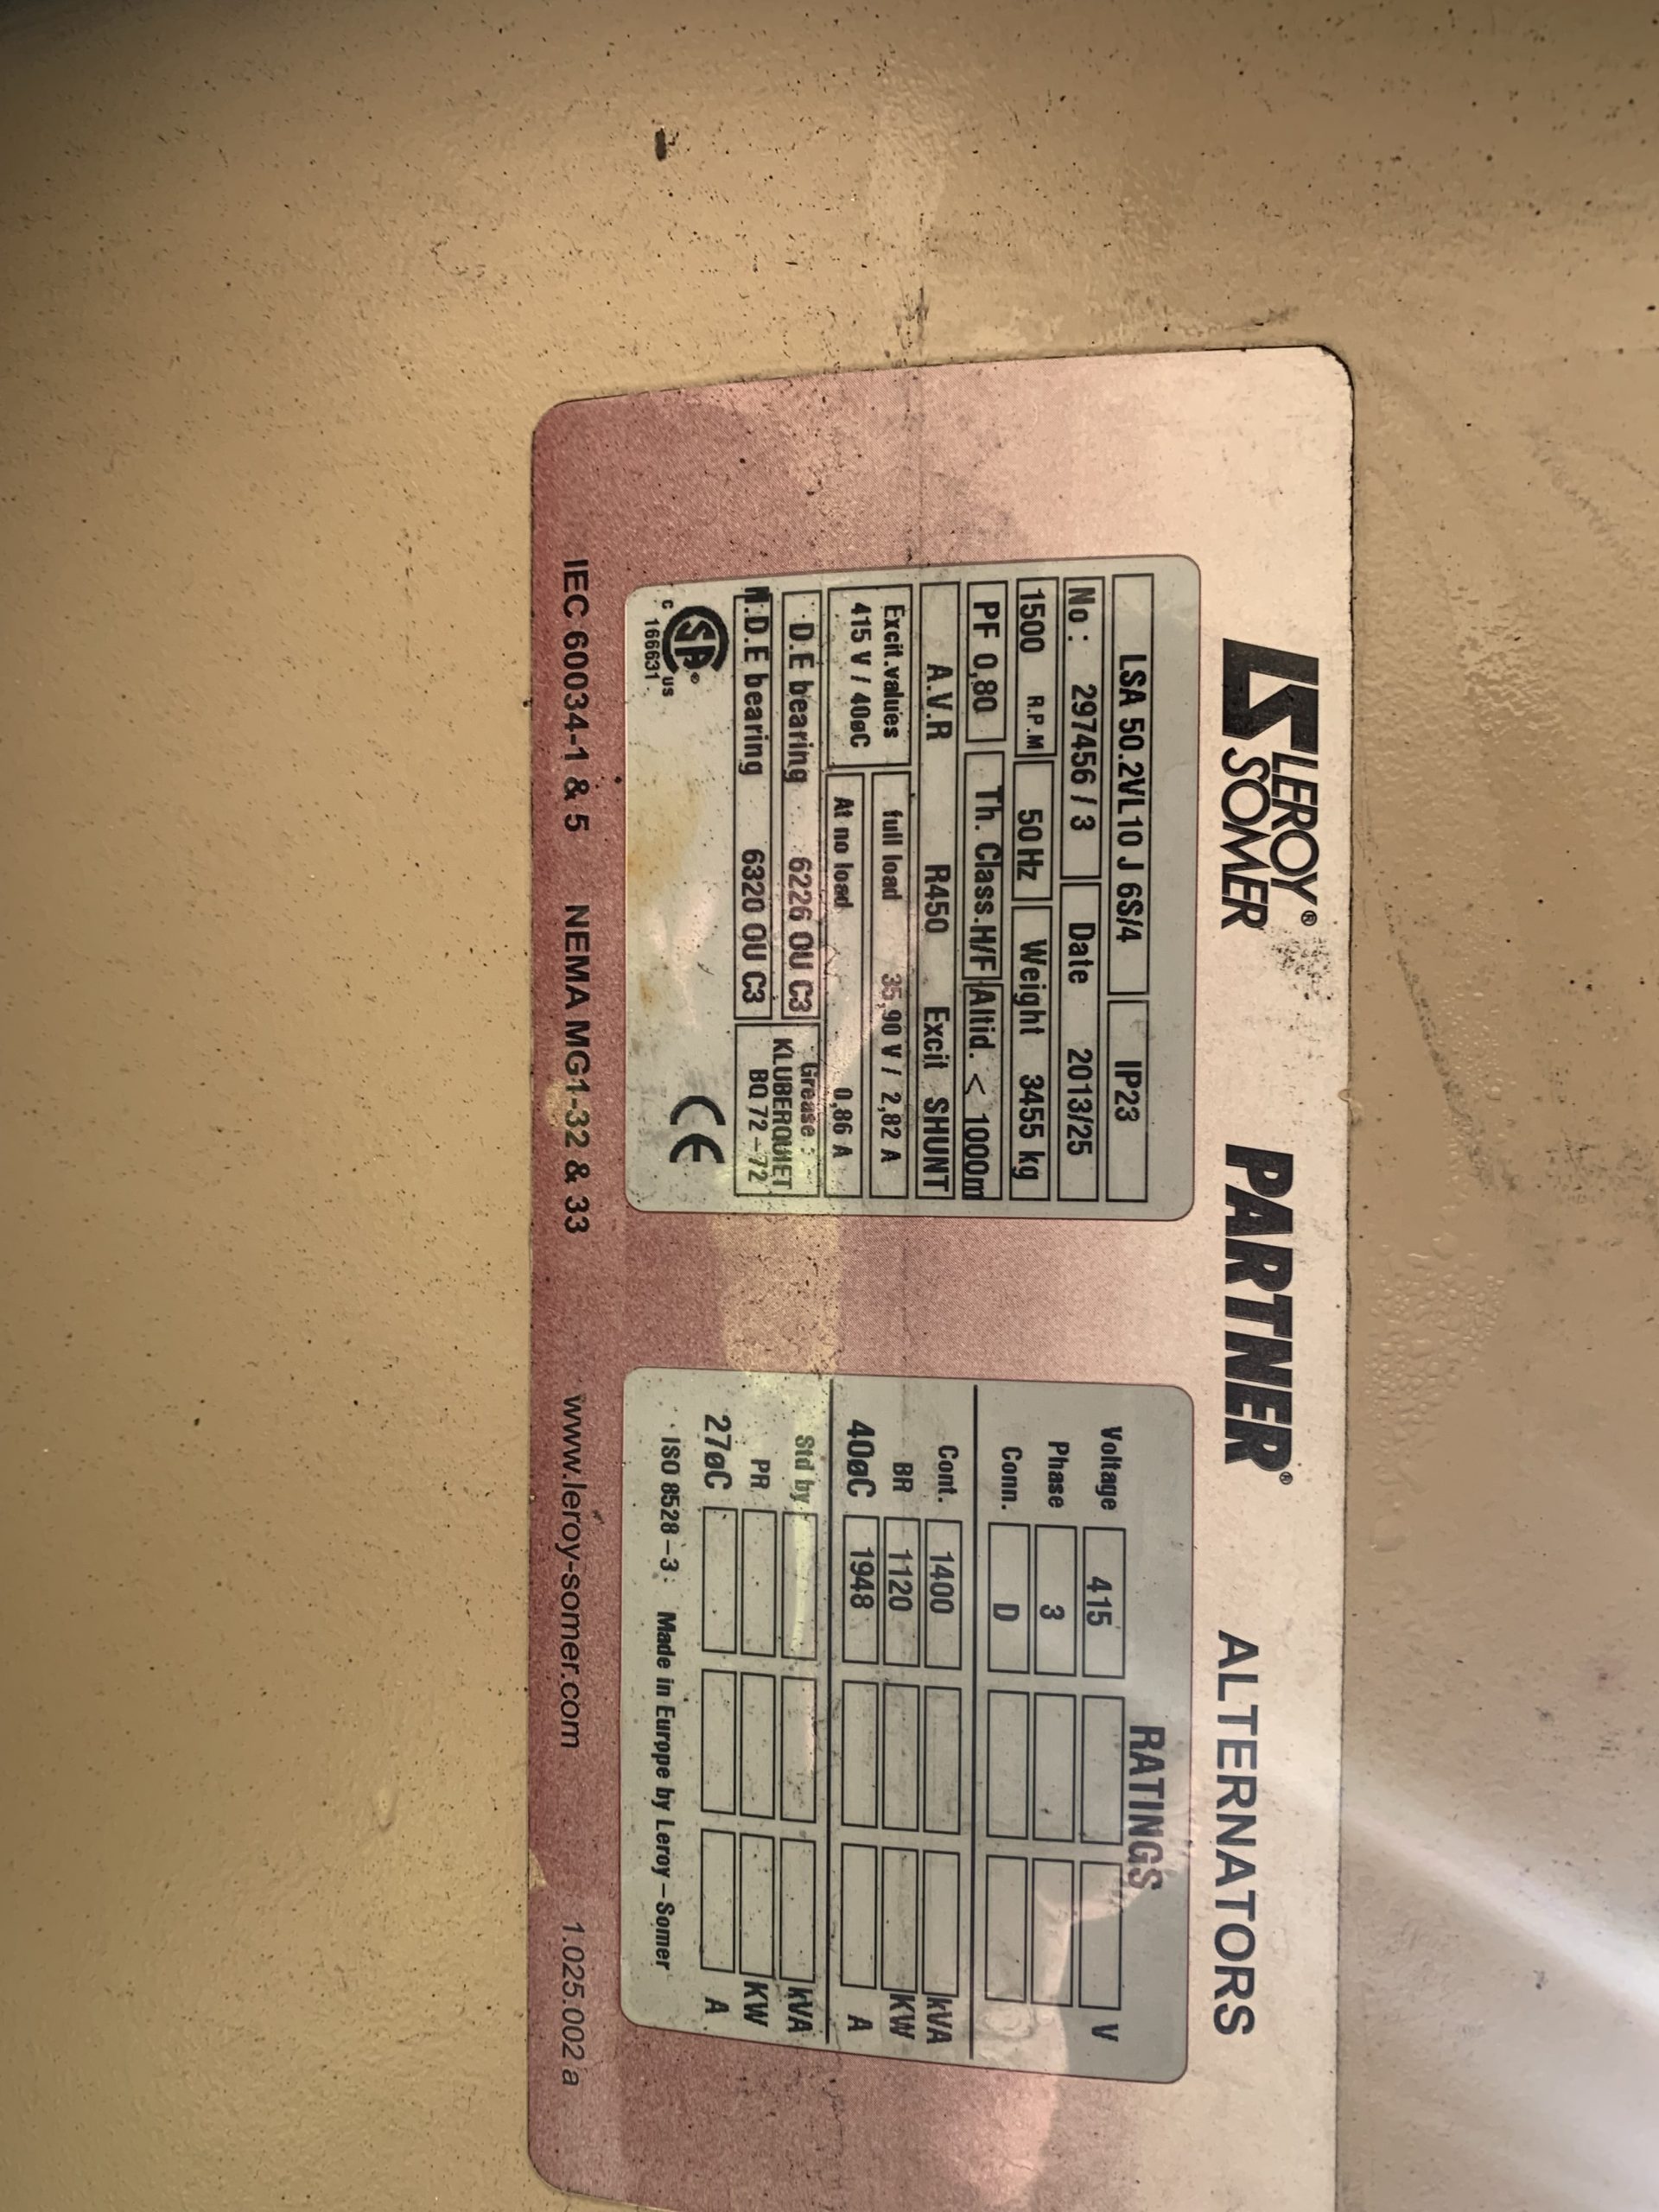 LEROY® SOMER PARTNER® ALTERNATORS
LSA 50.2VL10 J 6S/4 IP23
No : 297456 / 3 Date 2013/25
1500 R.P.M 50 Hz Weight 3455 kg
PF 0,80 Th. Class.H/F Altid. < 1000m
A.V.R R450 Excit SHUNT
Excit.values full load 35,90 V / 2,82 A
415 V / 40øC At no load 0,86 A
D.E bearing 6226 OU C3 Grease :
KLUBERQUIET
N.D.E bearing 6320 OU C3 BQ 72-72
CSA®
C US
166631
CE
RATINGS
Voltage 415 V
Phase 3
Conn. D
Cont. 1400 kVA
BR 1120 KW
40øC 1948 A
Std by kVA
PR KW
27øC A
ISO 8528-3 : Made in Europe by Leroy-Somer
IEC 60034-1 & 5 NEMA MG1-32 & 33 www.leroy-somer.com 1.025.002 a